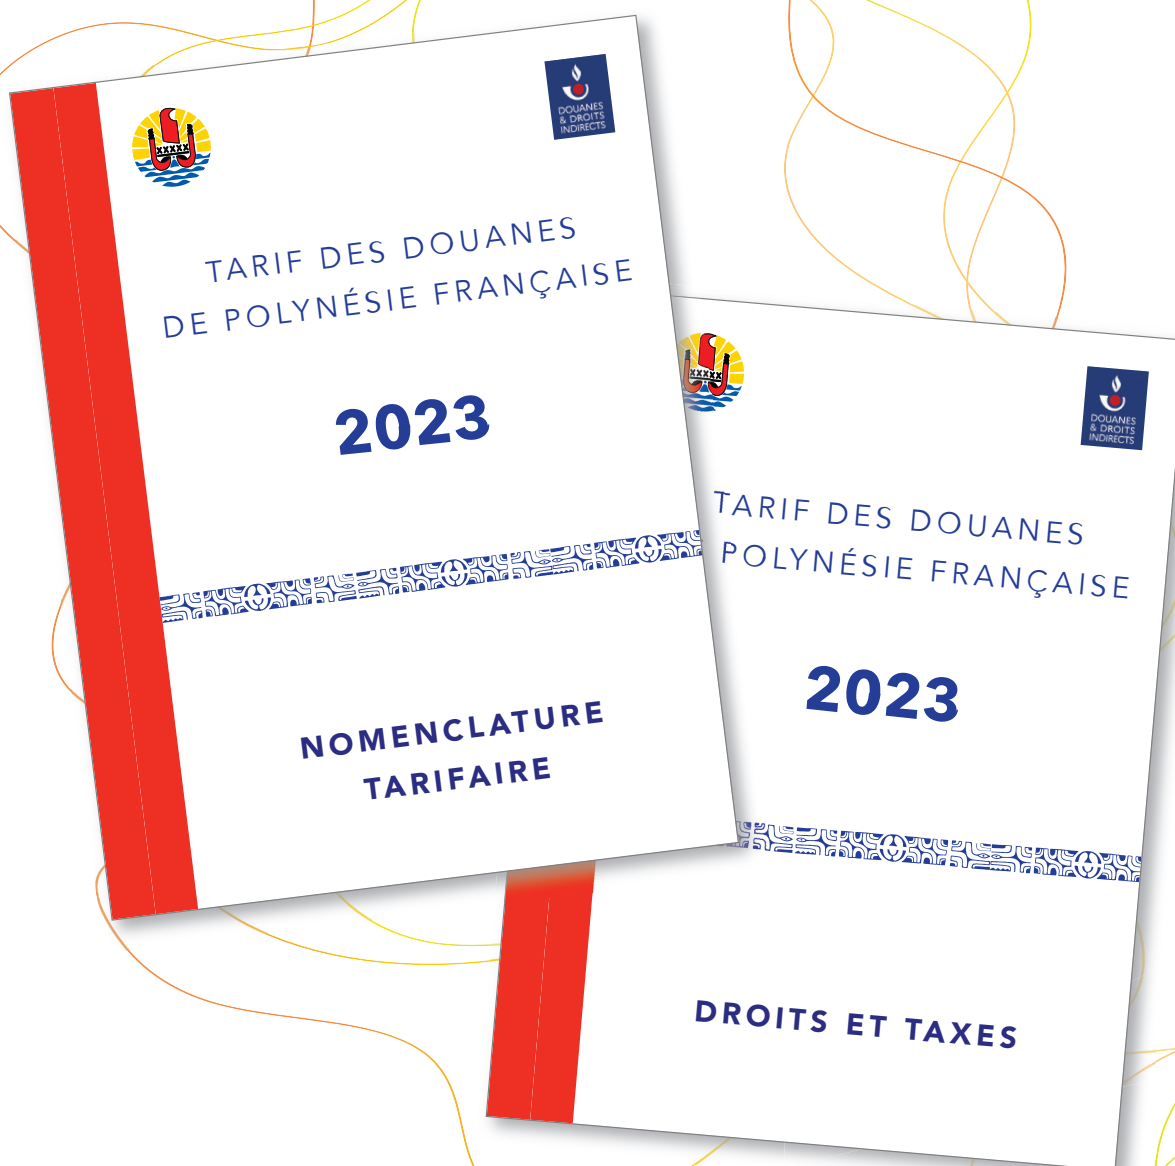 DOUANES
& DROITS
INDIRECTS
TARIF DES DOUANES
DE POLYNÉSIE FRANÇAISE
2023
NOMENCLATURE
TARIFAIRE
DOUANES
& DROITS
INDIRECTS
TARIF DES DOUANES
POLYNÉSIE FRANÇAISE
2023
DROITS ET TAXES